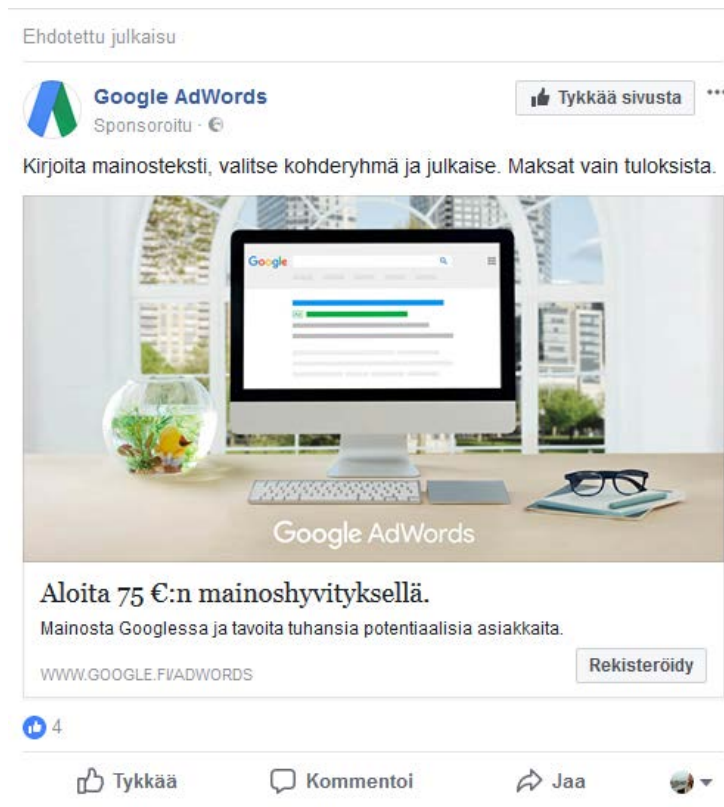 Ehdotettu julkaisu
Google AdWords
Tykkää sivusta
Sponsoroitu ·
Kirjoita mainosteksti, valitse kohderyhmä ja julkaise. Maksat vain tuloksista.
Google
Ad
Google AdWords
Aloita 75 €:n mainoshyvityksellä.
Mainosta Googlessa ja tavoita tuhansia potentiaalisia asiakkaita.
WWW.GOOGLE.FI/ADWORDS
Rekisteröidy
4
Tykkää Kommentoi Jaa